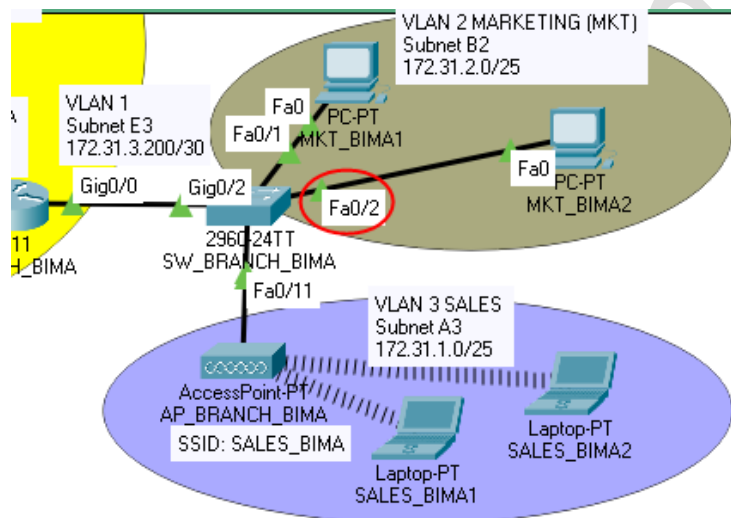 VLAN 2 MARKETING (MKT)
Subnet B2
172.31.2.0/25
VLAN 1
Subnet E3
172.31.3.200/30
Fa0
Fa0/1
PC-PT
MKT_BIMA1
Fa0
PC-PT
MKT_BIMA2
Gig0/0
Gig0/2
Fa0/2
11
H_BIMA
2960-24TT
SW_BRANCH_BIMA
Fa0/11
VLAN 3 SALES
Subnet A3
172.31.1.0/25
AccessPoint-PT
AP_BRANCH_BIMA
SSID: SALES_BIMA
Laptop-PT
SALES_BIMA2
Laptop-PT
SALES_BIMA1